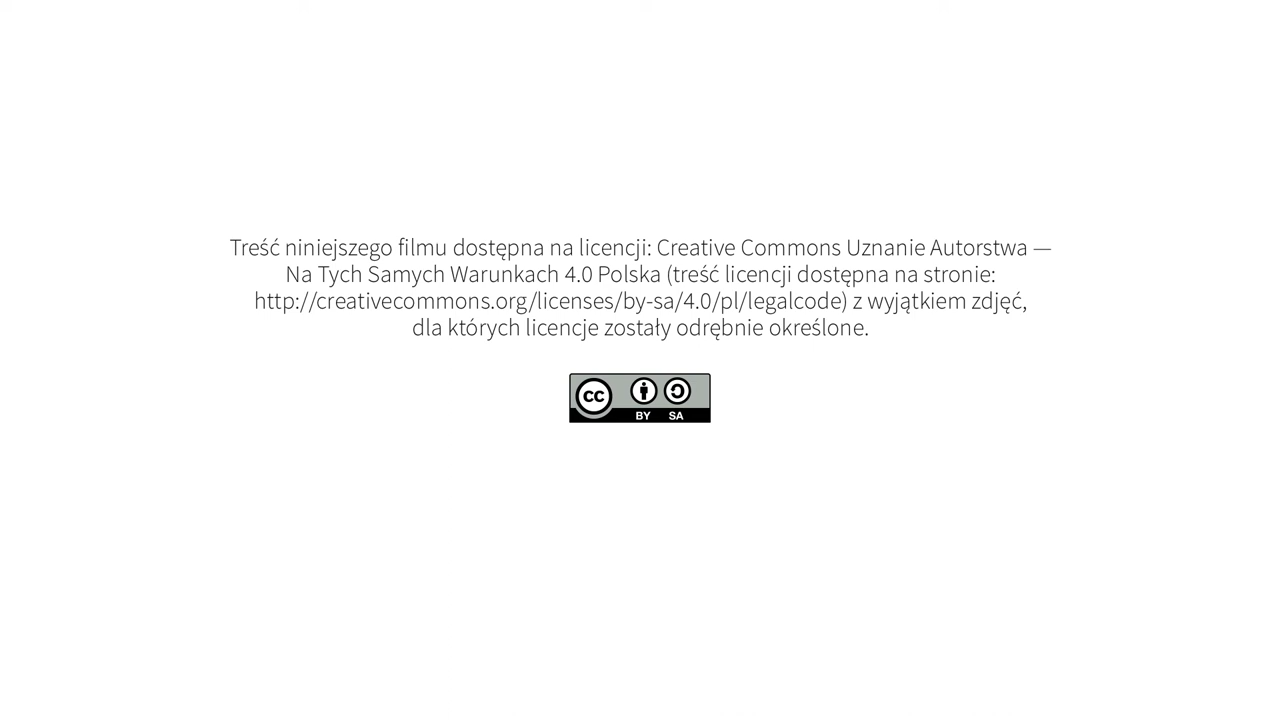 Treść niniejszego filmu dostępna na licencji: Creative Commons Uznanie Autorstwa —
Na Tych Samych Warunkach 4.0 Polska (treść licencji dostępna na stronie:
http://creativecommons.org/licenses/by-sa/4.0/pl/legalcode) z wyjątkiem zdjęć,
dla których licencje zostały odrębnie określone.
cc
BY SA